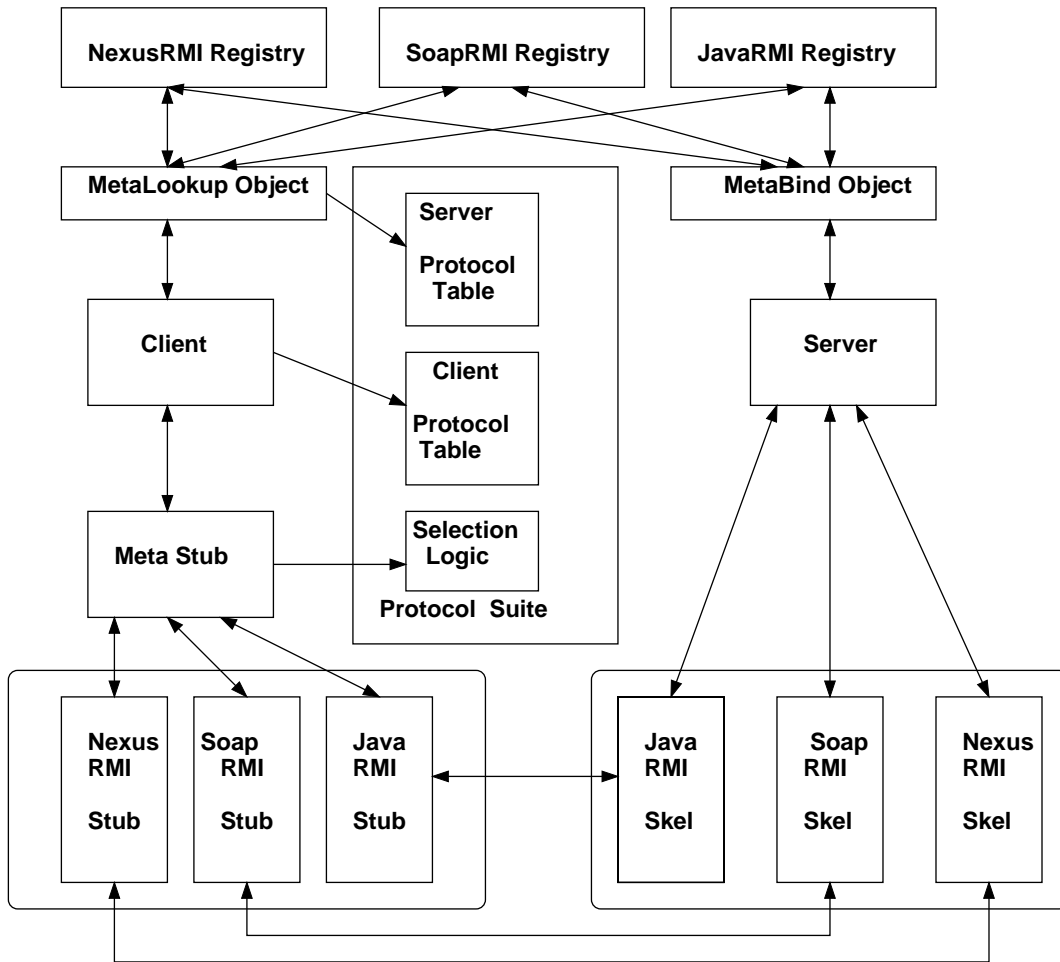 NexusRMI Registry
SoapRMI Registry
JavaRMI Registry
MetaLookup Object
MetaBind Object
Server
Protocol
Table
Client
Server
Client
Protocol
Table
Meta Stub
Selection
Logic
Protocol Suite
Nexus
RMI
Stub
Soap
RMI
Stub
Java
RMI
Stub
Java
RMI
Skel
Soap
RMI
Skel
Nexus
RMI
Skel